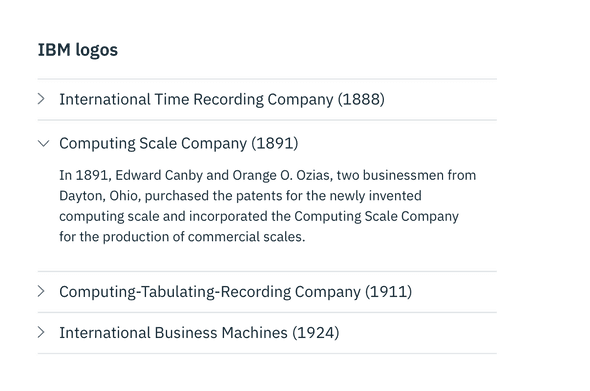 IBM logos
International Time Recording Company (1888)
Computing Scale Company (1891)
In 1891, Edward Canby and Orange O. Ozias, two businessmen from
Dayton, Ohio, purchased the patents for the newly invented
computing scale and incorporated the Computing Scale Company
for the production of commercial scales.
Computing-Tabulating-Recording Company (1911)
International Business Machines (1924)